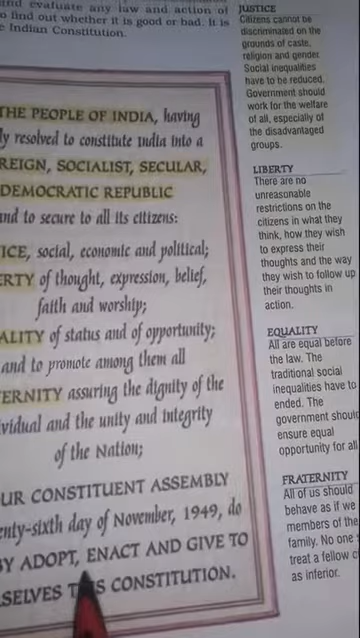 and evaluate any law and action of
find out whether it is good or bad. It is
Indian Constitution.
THE PEOPLE OF INDIA, having
resolved to constitute India into a
REIGN, SOCIALIST, SECULAR,
DEMOCRATIC REPUBLIC
and to secure to all its citizens:
ICE, social, economic and political;
ERTY of thought, expression, belief,
faith and worship;
ALITY of status and of opportunity;
and to promote among them all
ERNITY assuring the dignity of the
vidual and the unity and integrity
of the Nation;
UR CONSTITUENT ASSEMBLY
enty-sixth day of November, 1949, do
BY ADOPT, ENACT AND GIVE TO
SELVES CONSTITUTION.
JUSTICE
Citizens cannot be
discriminated on the
grounds of caste,
religion and gender.
Social inequalities
have to be reduced.
Government should
work for the welfare
of all, especially of
the disadvantaged
groups.
LIBERTY
There are no
unreasonable
restrictions on the
citizens in what they
think, how they wish
to express their
thoughts and the way
they wish to follow up
their thoughts in
action.
EQUALITY
All are equal before
the law. The
traditional social
inequalities have to
ended. The
government shoul
ensure equal
opportunity for all
FRATERNITY
All of us should
behave as if we
members of the
family. No one
treat a fellow c
as inferior.